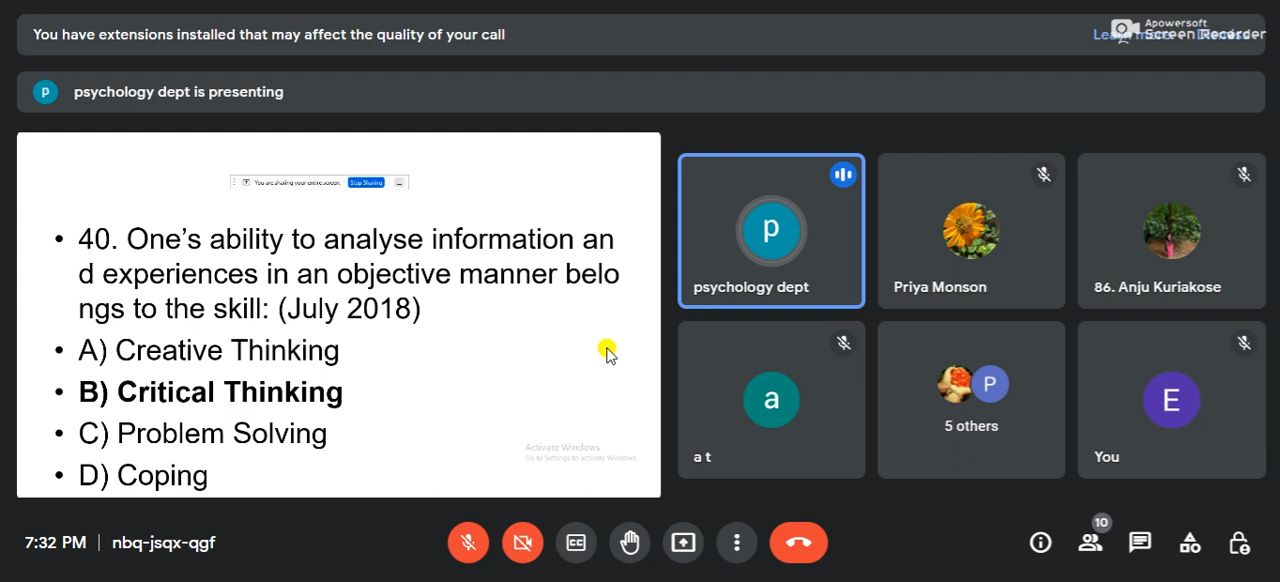 You have extensions installed that may affect the quality of your call
Apowersoft
Screen Recorder
p psychology dept is presenting
You are sharing your entire screen. Stop Sharing
• 40. One’s ability to analyse information an
d experiences in an objective manner belo
ngs to the skill: (July 2018)
• A) Creative Thinking
• B) Critical Thinking
• C) Problem Solving
• D) Coping
Activate Windows
Go to Settings to activate Windows.
p
psychology dept
Priya Monson
86. Anju Kuriakose
a
a t
P
5 others
E
You
7:32 PM | nbq-jsqx-qgf
CC
10